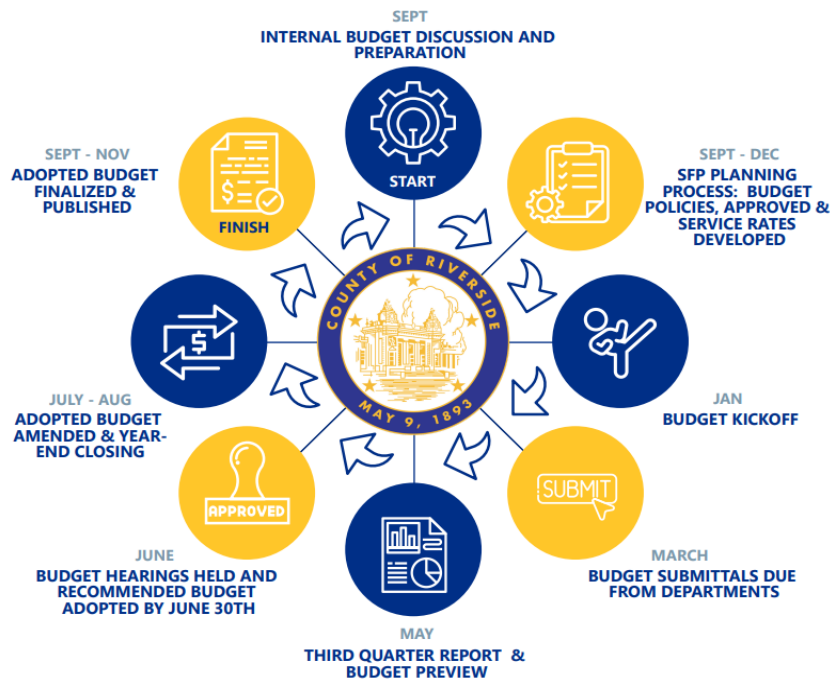 SEPT
INTERNAL BUDGET DISCUSSION AND
PREPARATION
START
SEPT - DEC
SFP PLANNING
PROCESS: BUDGET
POLICIES, APPROVED &
SERVICE RATES
DEVELOPED
JAN
BUDGET KICKOFF
SUBMIT
MARCH
BUDGET SUBMITTALS DUE
FROM DEPARTMENTS
MAY
THIRD QUARTER REPORT &
BUDGET PREVIEW
APPROVED
JUNE
BUDGET HEARINGS HELD AND
RECOMMENDED BUDGET
ADOPTED BY JUNE 30TH
$
JULY - AUG
ADOPTED BUDGET
AMENDED & YEAR-
END CLOSING
$
FINISH
SEPT - NOV
ADOPTED BUDGET
FINALIZED &
PUBLISHED
COUNTY OF RIVERSIDE
MAY 9, 1893